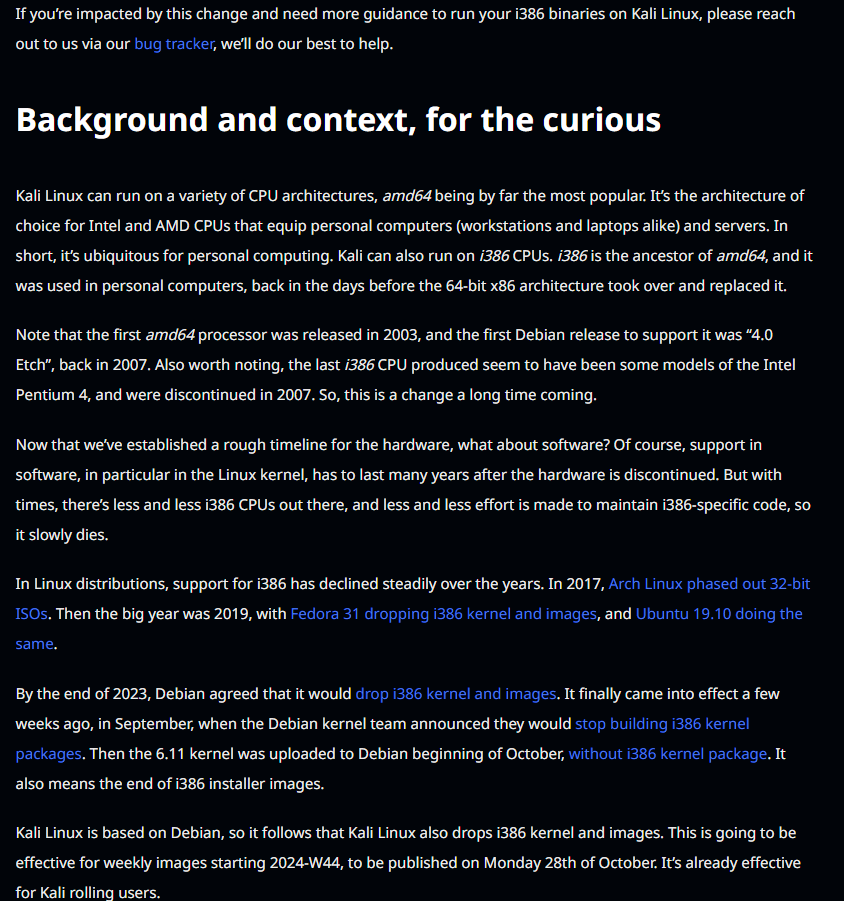 If you’re impacted by this change and need more guidance to run your i386 binaries on Kali Linux, please reach
out to us via our bug tracker, we’ll do our best to help.
Background and context, for the curious
Kali Linux can run on a variety of CPU architectures, amd64 being by far the most popular. It’s the architecture of
choice for Intel and AMD CPUs that equip personal computers (workstations and laptops alike) and servers. In
short, it’s ubiquitous for personal computing. Kali can also run on i386 CPUs. i386 is the ancestor of amd64, and it
was used in personal computers, back in the days before the 64-bit x86 architecture took over and replaced it.
Note that the first amd64 processor was released in 2003, and the first Debian release to support it was “4.0
Etch”, back in 2007. Also worth noting, the last i386 CPU produced seem to have been some models of the Intel
Pentium 4, and were discontinued in 2007. So, this is a change a long time coming.
Now that we’ve established a rough timeline for the hardware, what about software? Of course, support in
software, in particular in the Linux kernel, has to last many years after the hardware is discontinued. But with
times, there’s less and less i386 CPUs out there, and less and less effort is made to maintain i386-specific code, so
it slowly dies.
In Linux distributions, support for i386 has declined steadily over the years. In 2017, Arch Linux phased out 32-bit
ISOs. Then the big year was 2019, with Fedora 31 dropping i386 kernel and images, and Ubuntu 19.10 doing the
same.
By the end of 2023, Debian agreed that it would drop i386 kernel and images. It finally came into effect a few
weeks ago, in September, when the Debian kernel team announced they would stop building i386 kernel
packages. Then the 6.11 kernel was uploaded to Debian beginning of October, without i386 kernel package. It
also means the end of i386 installer images.
Kali Linux is based on Debian, so it follows that Kali Linux also drops i386 kernel and images. This is going to be
effective for weekly images starting 2024-W44, to be published on Monday 28th of October. It’s already effective
for Kali rolling users.